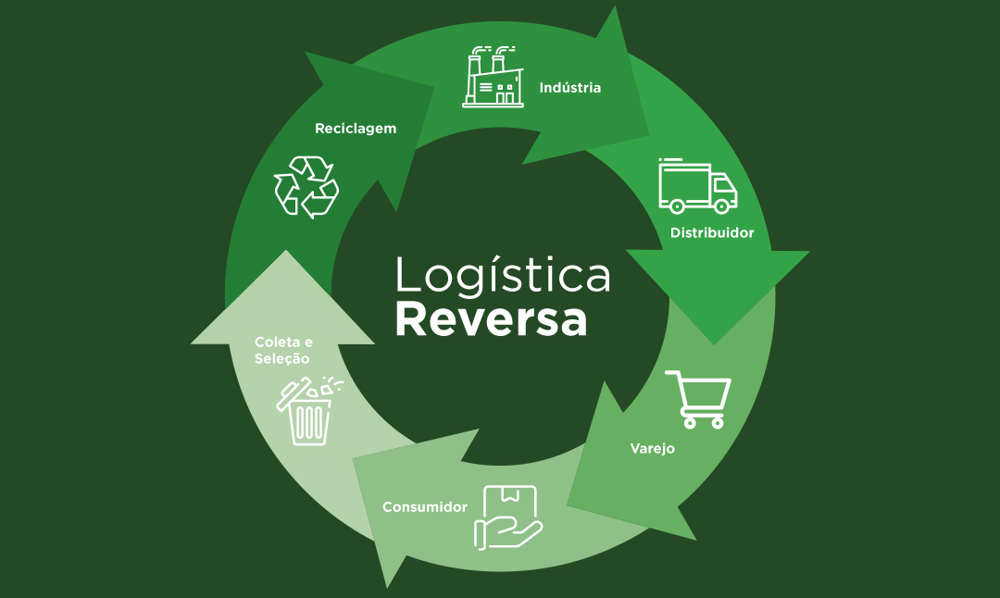 Logística
Reversa
Indústria
Distribuidor
Varejo
Consumidor
Coleta e
Seleção
Reciclagem